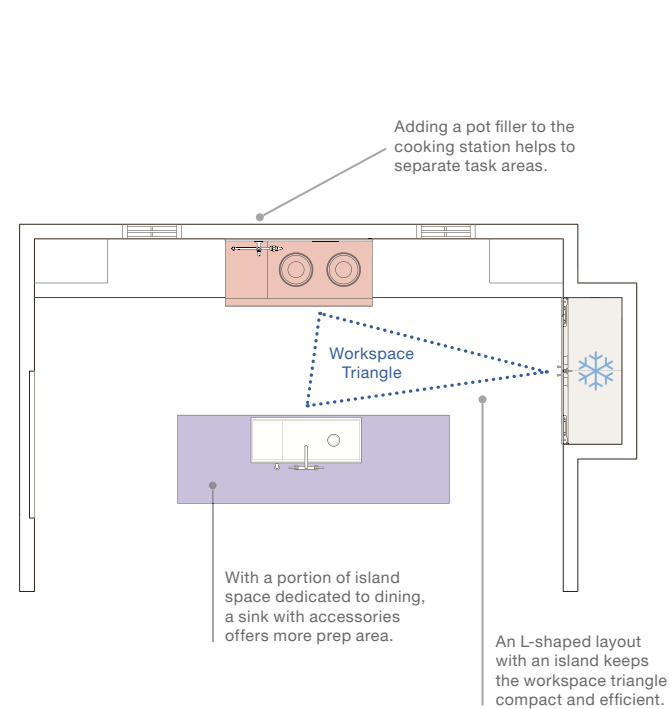 Adding a pot filler to the
cooking station helps to
separate task areas.
Workspace
Triangle
With a portion of island
space dedicated to dining,
a sink with accessories
offers more prep area.
An L-shaped layout
with an island keeps
the workspace triangle
compact and efficient.